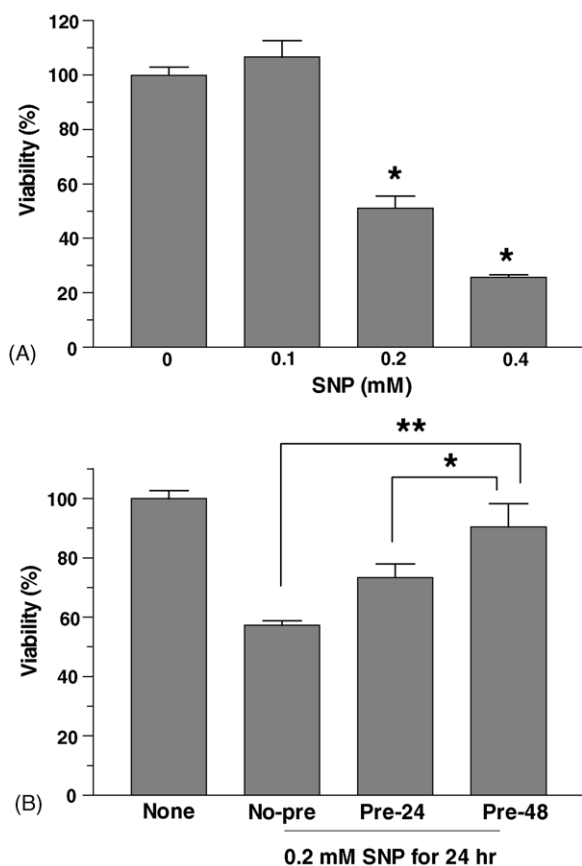 120
100
80
60
40
20
0
Viability (%)
*
*
0 0.1 0.2 0.4
SNP (mM)
(A)
**
*
100
80
60
40
20
0
Viability (%)
None No-pre Pre-24 Pre-48
(B)
0.2 mM SNP for 24 hr